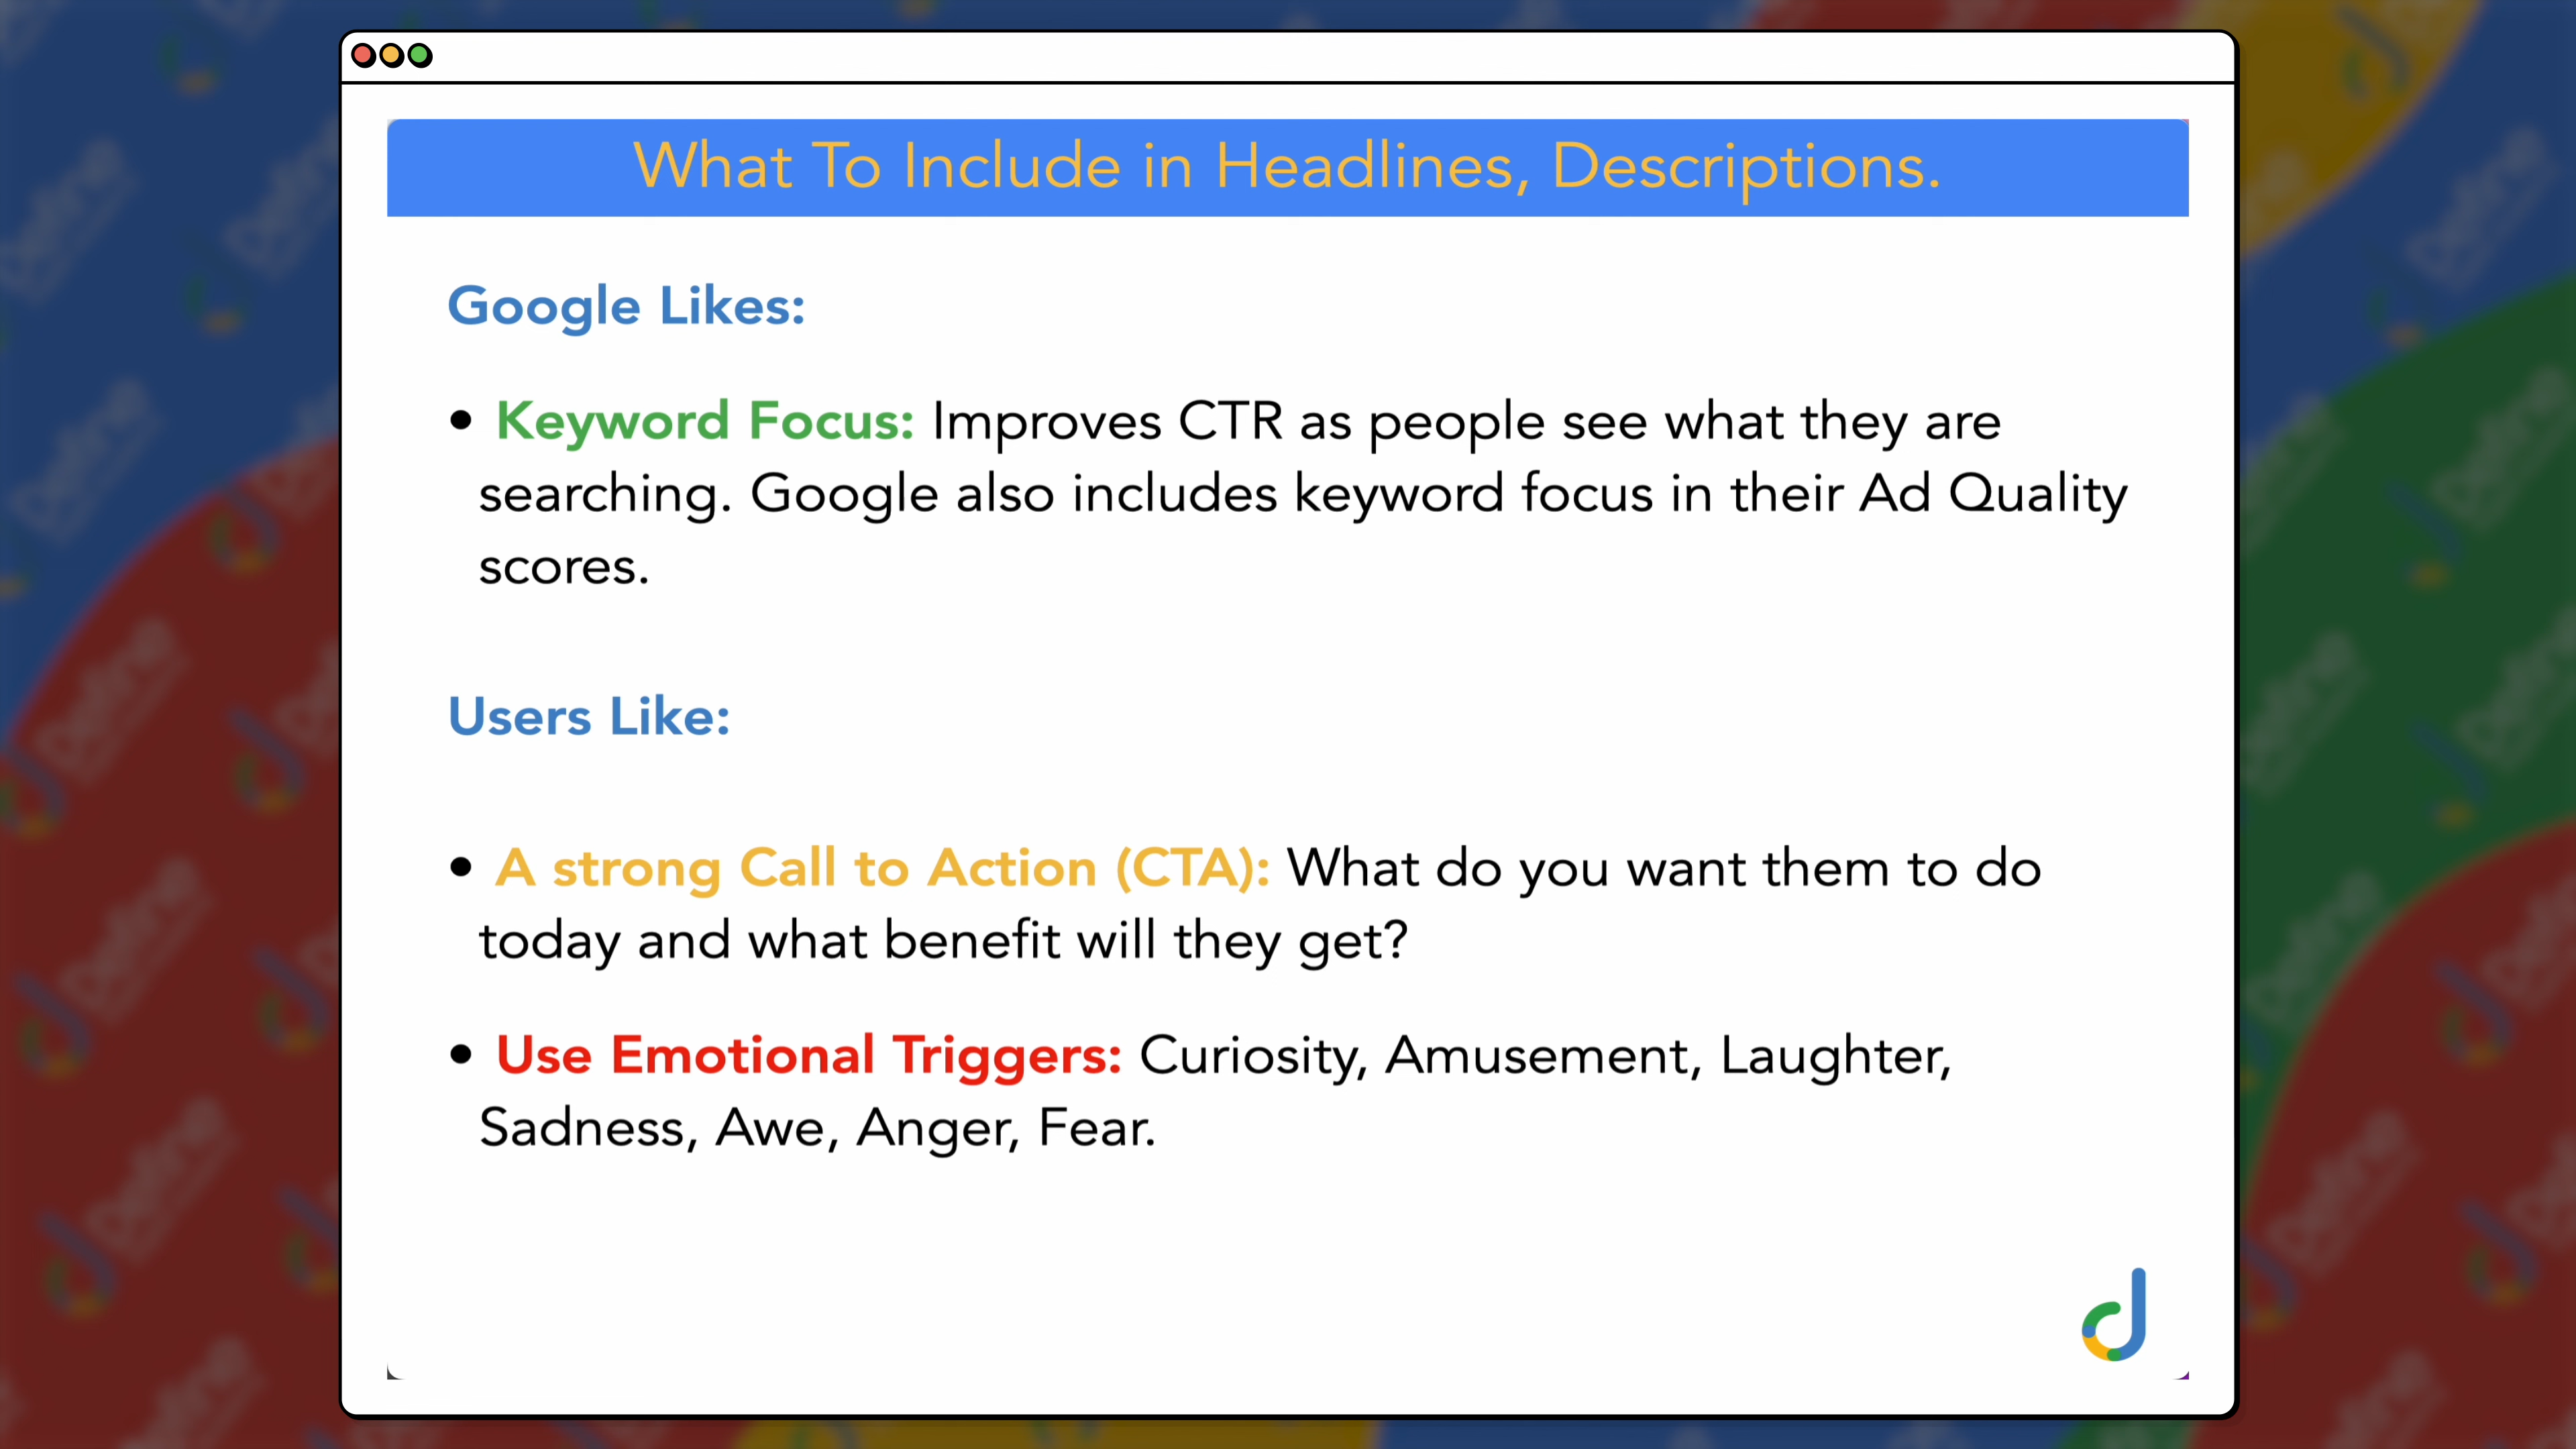 What To Include in Headlines, Descriptions.
Google Likes:
• Keyword Focus: Improves CTR as people see what they are
searching. Google also includes keyword focus in their Ad Quality
scores.
Users Like:
• A strong Call to Action (CTA): What do you want them to do
today and what benefit will they get?
• Use Emotional Triggers: Curiosity, Amusement, Laughter,
Sadness, Awe, Anger, Fear.